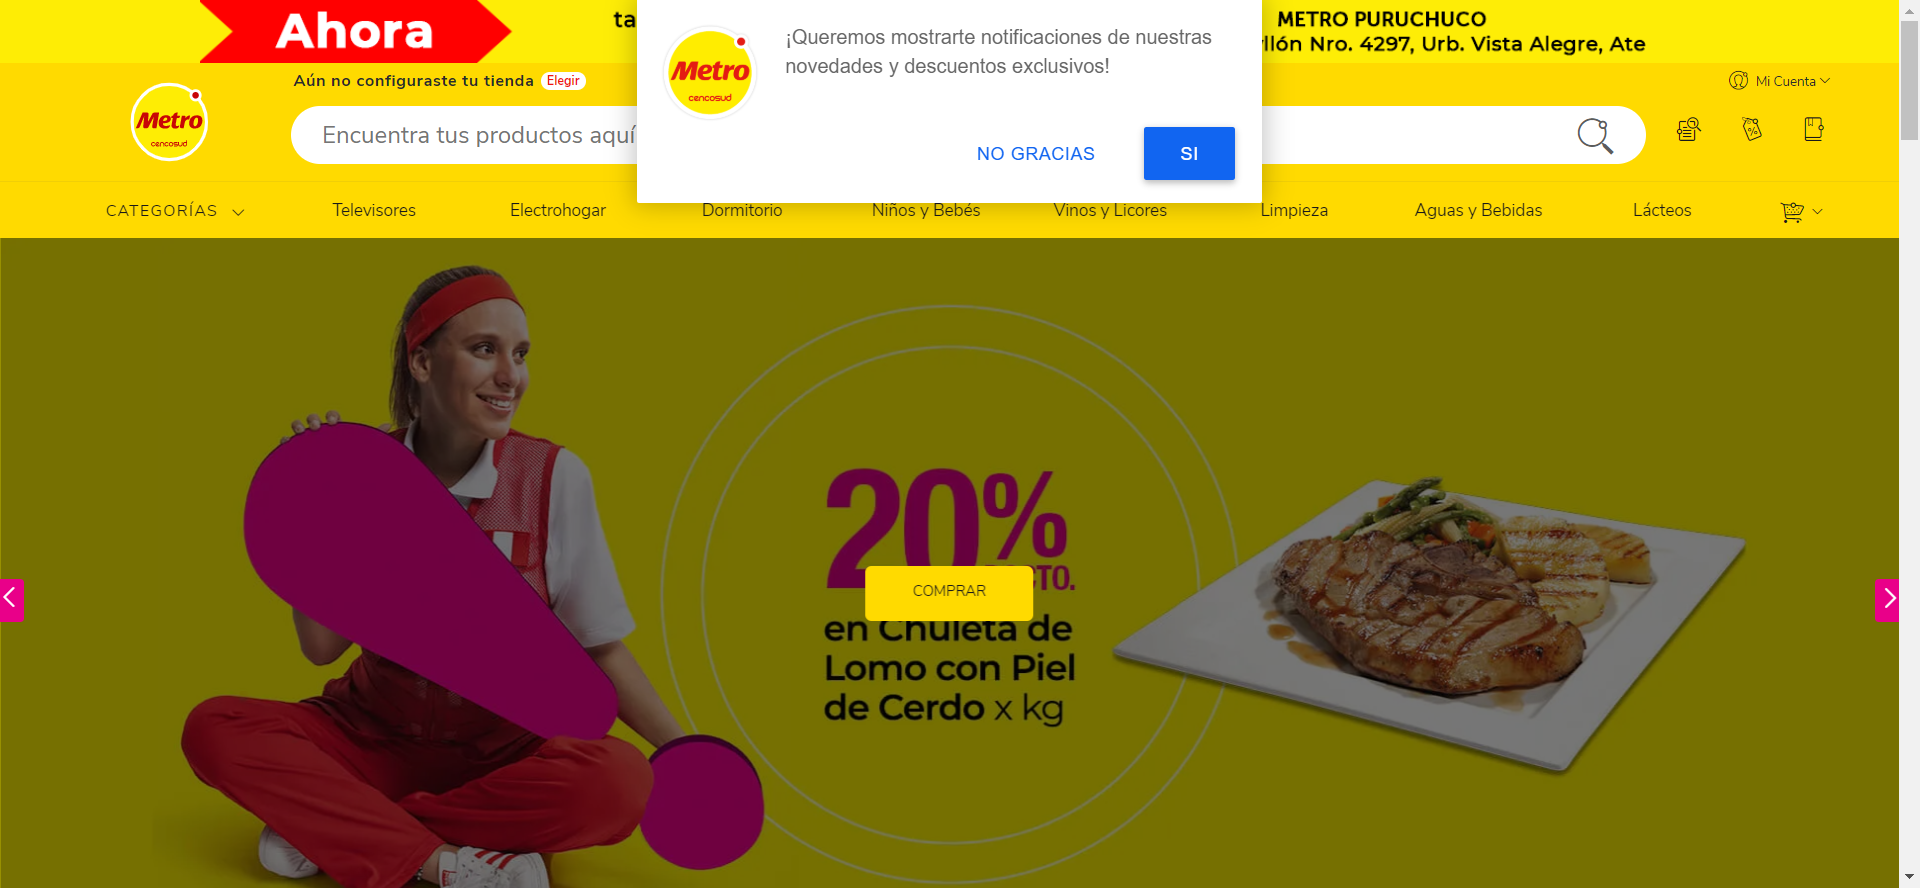 Ahora
METRO PURUCHUCO
llón Nro. 4297, Urb. Vista Alegre, Ate
¡Queremos mostrarte notificaciones de nuestras
novedades y descuentos exclusivos!
Metro
cencosud
NO GRACIAS
SI
Aún no configuraste tu tienda
Elegir
Mi Cuenta
Metro
cencosud
Encuentra tus productos aquí
CATEGORÍAS
Televisores
Electrohogar
Dormitorio
Niños y Bebés
Vinos y Licores
Limpieza
Aguas y Bebidas
Lácteos
20%
CTO.
COMPRAR
en Chuleta de
Lomo con Piel
de Cerdo x kg